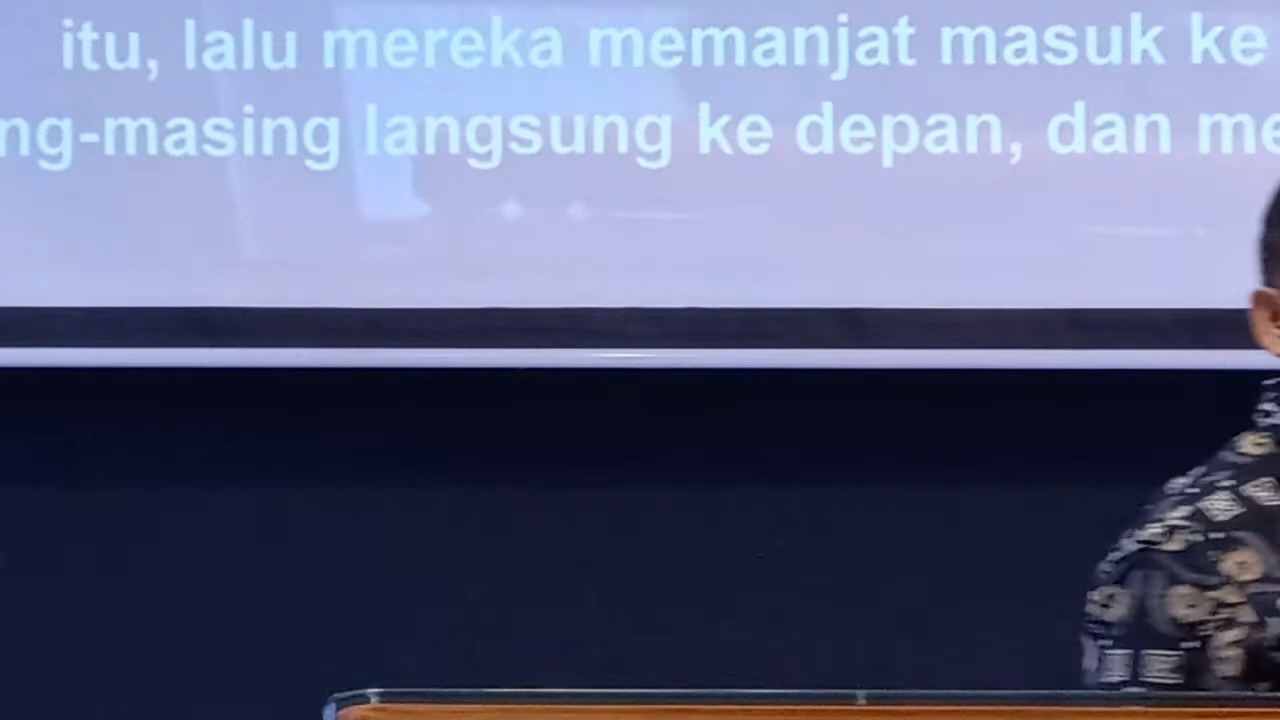 itu, lalu mereka memanjat masuk ke
ng-masing langsung ke depan, dan me